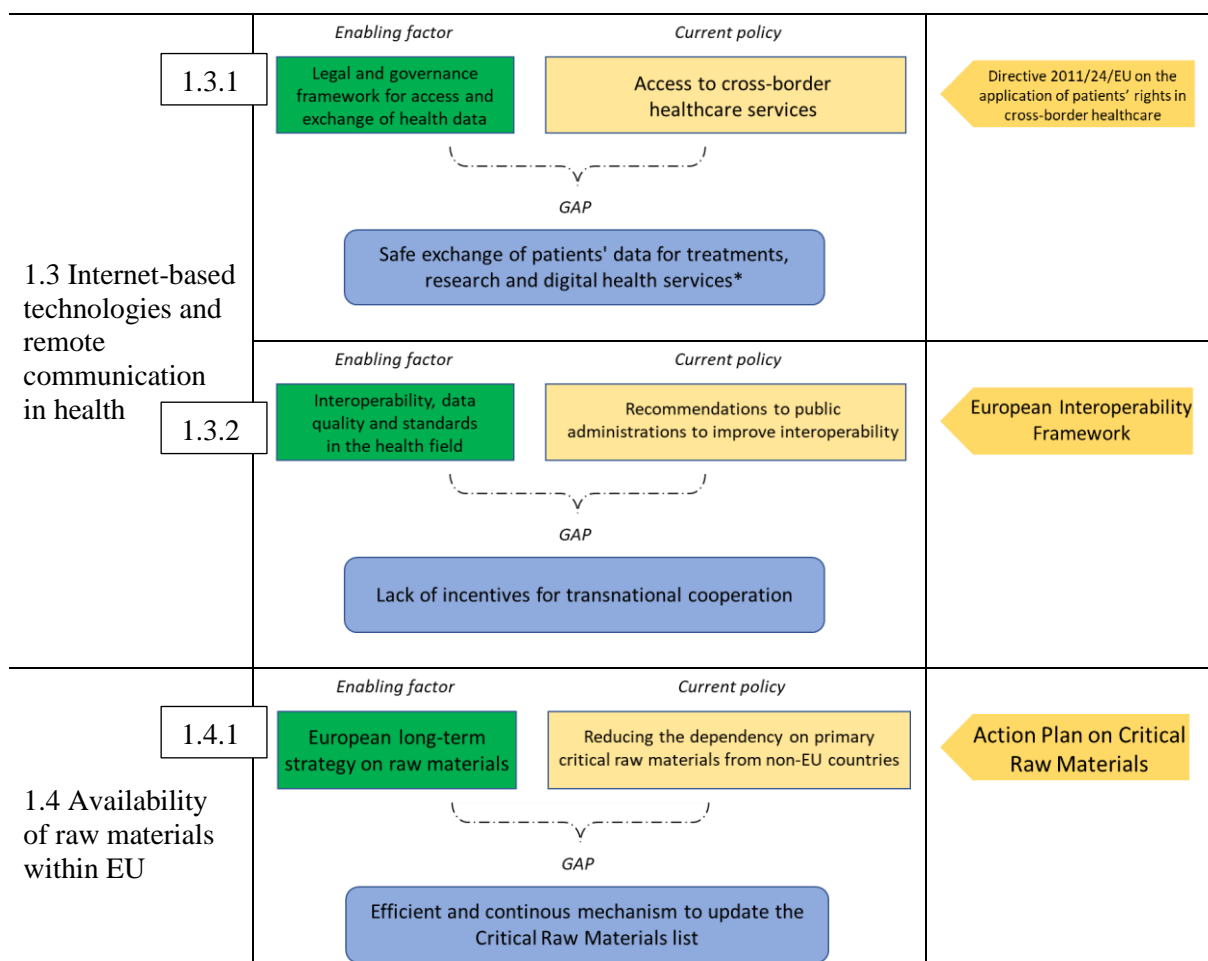 Enabling factor
Current policy
1.3.1
Legal and governance
framework for access and
exchange of health data
Access to cross-border
healthcare services
Directive 2011/24/EU on the
application of patients' rights in
cross-border healthcare
GAP
Safe exchange of patients' data for treatments,
research and digital health services*
1.3 Internet-based
technologies and
remote
communication
in health
Enabling factor
Current policy
1.3.2
Interoperability, data
quality and standards
in the health field
Recommendations to public
administrations to improve interoperability
European Interoperability
Framework
GAP
Lack of incentives for transnational cooperation
Enabling factor
Current policy
1.4.1
European long-term
strategy on raw materials
Reducing the dependency on primary
critical raw materials from non-EU countries
Action Plan on Critical
Raw Materials
1.4 Availability
of raw materials
within EU
GAP
Efficient and continous mechanism to update the
Critical Raw Materials list